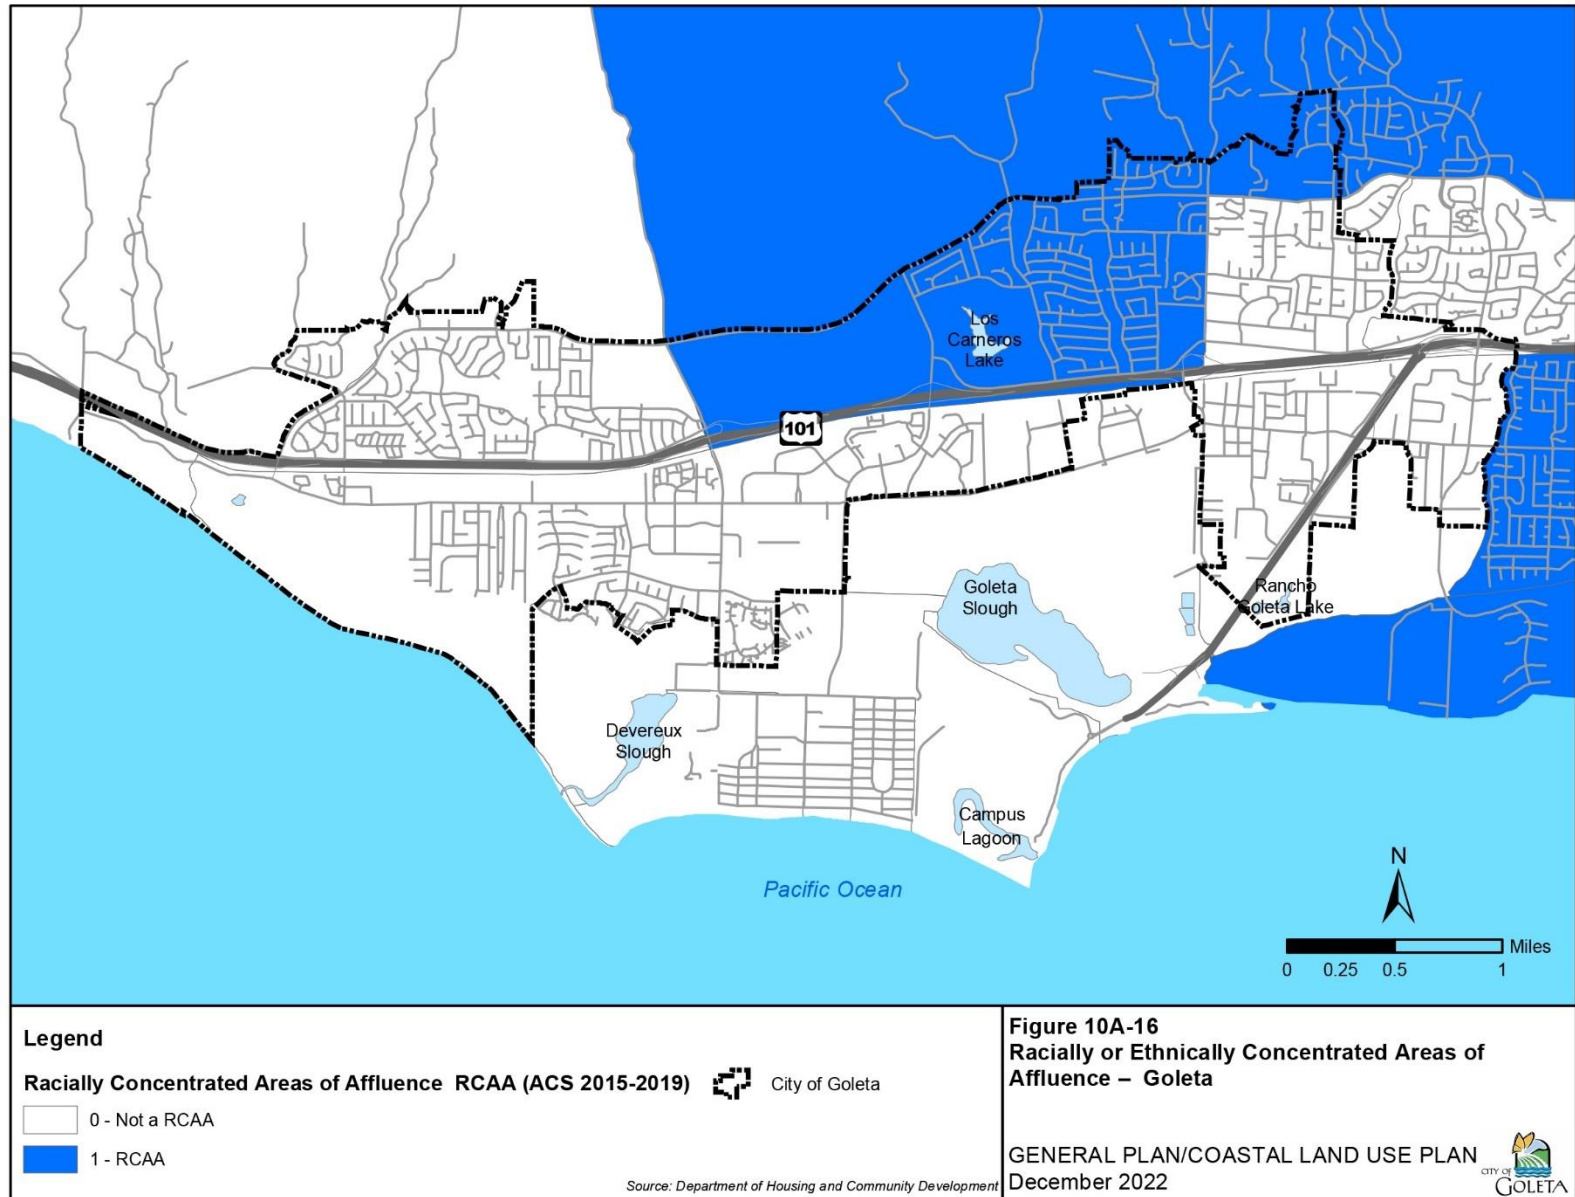 Los
Carneros
Lake
101
Goleta
Slough
Rancho
Goleta Lake
Devereux
Slough
Campus
Lagoon
Pacific Ocean
N
Miles
0 0.25 0.5 1
Legend
Racially Concentrated Areas of Affluence RCAA (ACS 2015-2019)
City of Goleta
0 - Not a RCAA
1 - RCAA
Source: Department of Housing and Community Development
Figure 10A-16
Racially or Ethnically Concentrated Areas of
Affluence – Goleta
GENERAL PLAN/COASTAL LAND USE PLAN
December 2022
CITY OF
GOLETA